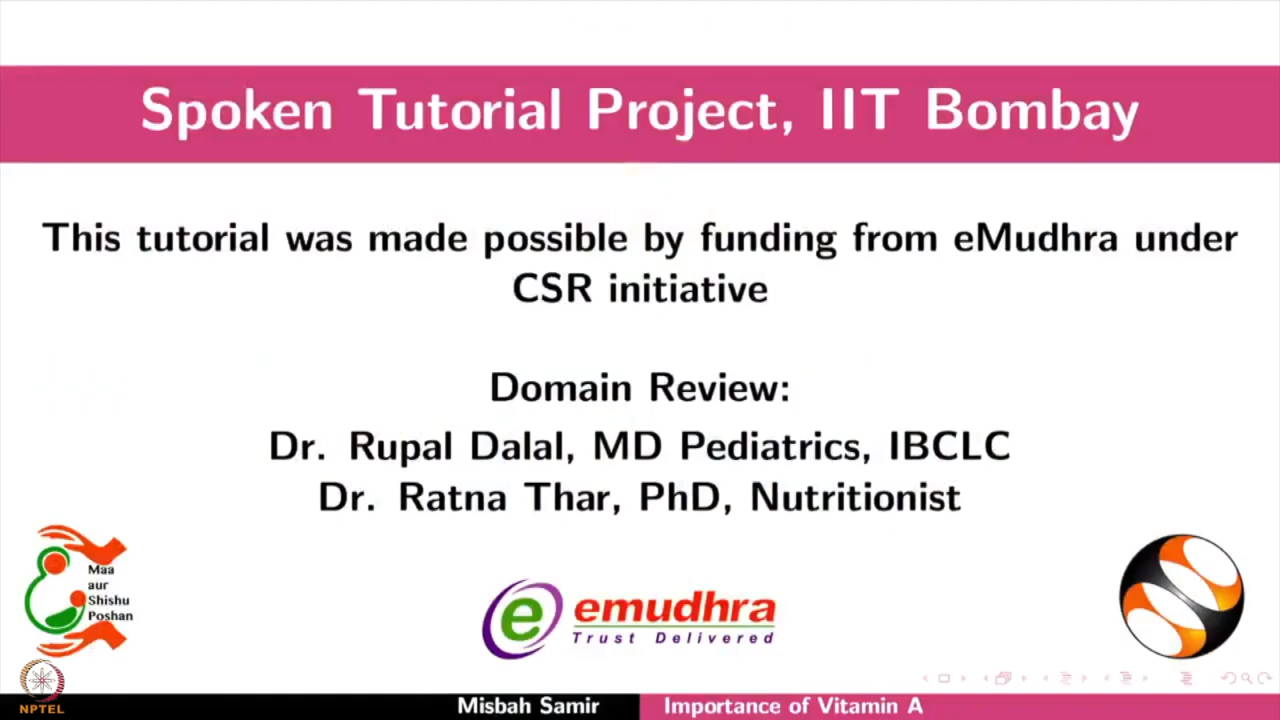 Spoken Tutorial Project, IIT Bombay
This tutorial was made possible by funding from eMudhra under
CSR initiative
Domain Review:
Dr. Rupal Dalal, MD Pediatrics, IBCLC
Dr. Ratna Thar, PhD, Nutritionist
Maa
aur
Shishu
Poshan
e emudhra
Trust Delivered
NPTEL
Misbah Samir Importance of Vitamin A